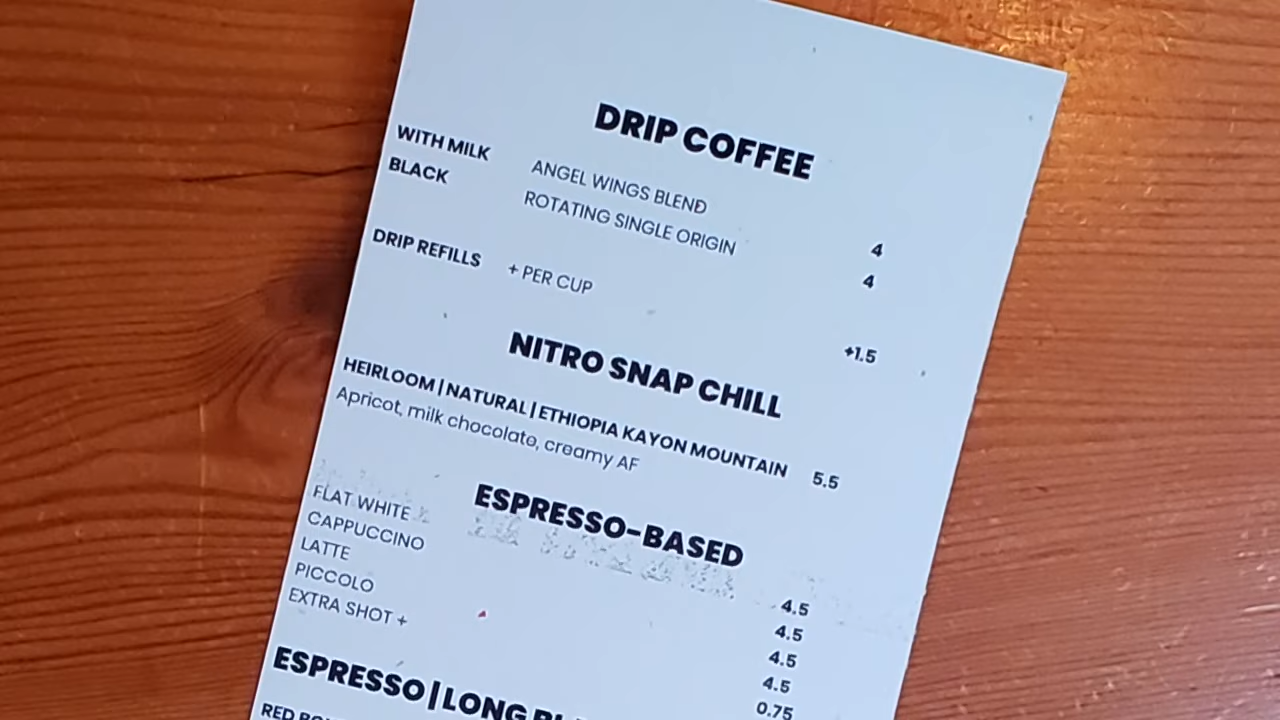 DRIP COFFEE
WITH MILK ANGEL WINGS BLEND 4
BLACK ROTATING SINGLE ORIGIN 4
DRIP REFILLS + PER CUP +1.5
NITRO SNAP CHILL
HEIRLOOM | NATURAL | ETHIOPIA KAYON MOUNTAIN 5.5
Apricot, milk chocolate, creamy AF
ESPRESSO-BASED
FLAT WHITE 4.5
CAPPUCCINO 4.5
LATTE 4.5
PICCOLO 4.5
EXTRA SHOT + 0.75
ESPRESSO | LONG
RED